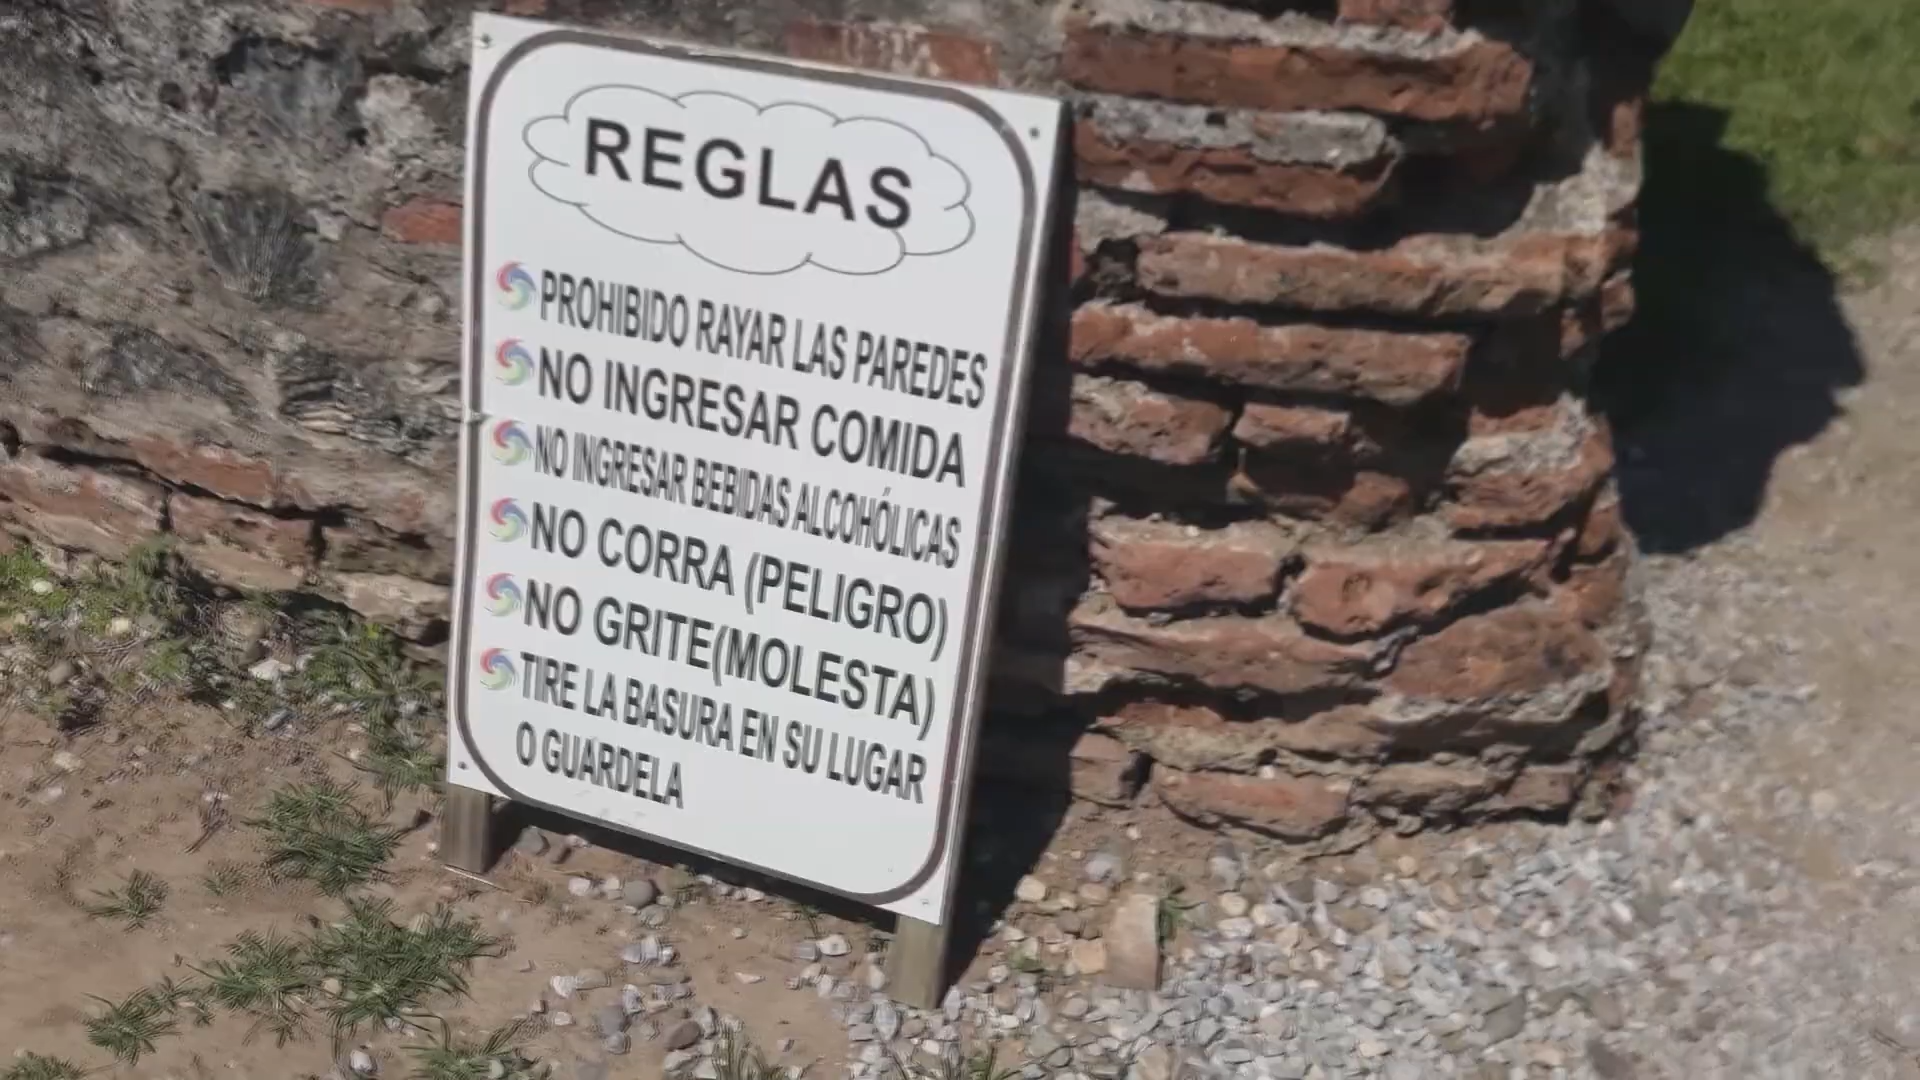 REGLAS
PROHIBIDO RAYAR LAS PAREDES
NO INGRESAR COMIDA
NO INGRESAR BEBIDAS ALCOHÓLICAS
NO CORRA (PELIGRO)
NO GRITE(MOLESTA)
TIRE LA BASURA EN SU LUGAR
O GUARDELA